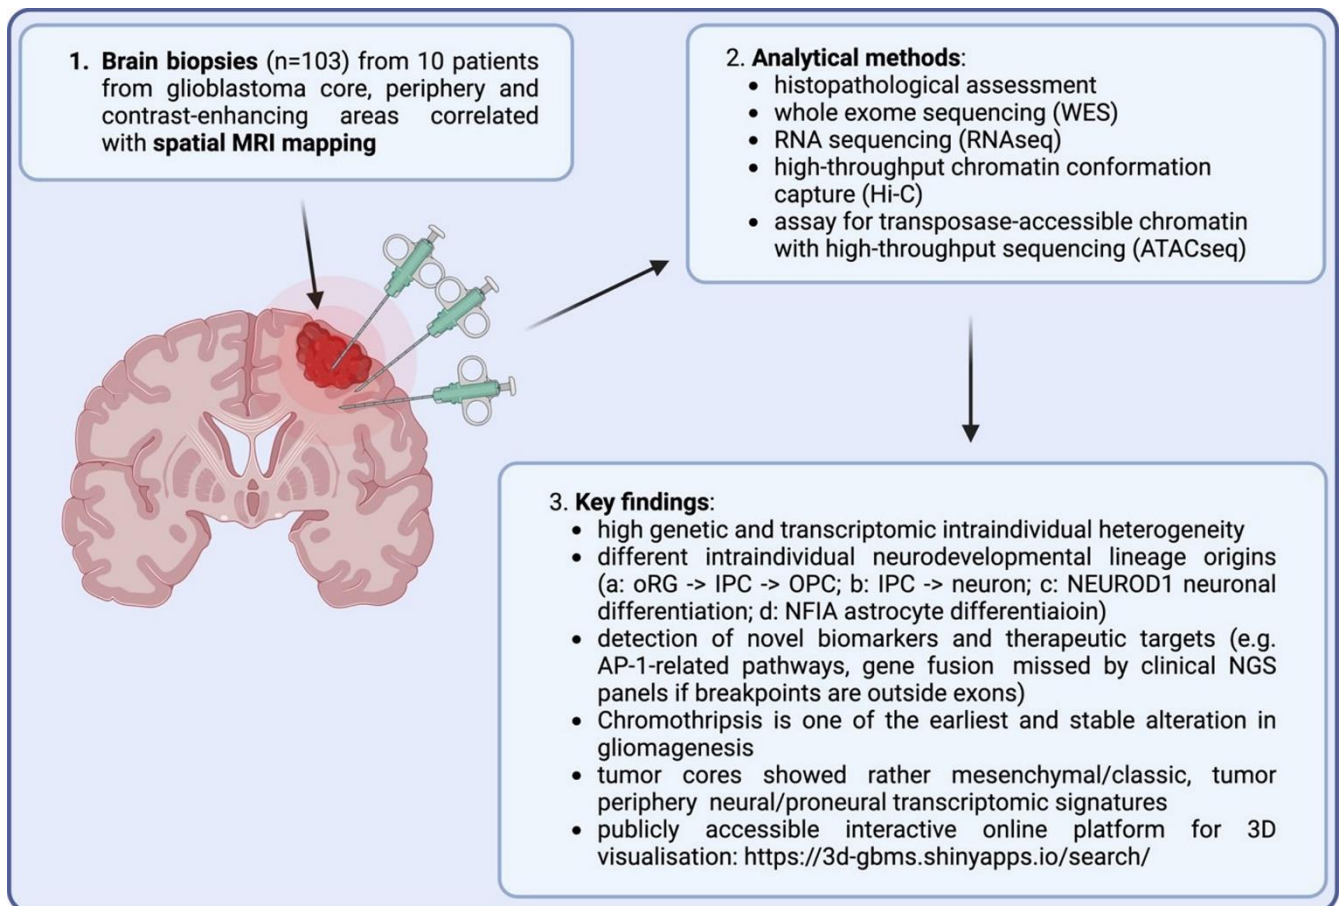 1. Brain biopsies (n=103) from 10 patients
from glioblastoma core, periphery and
contrast-enhancing areas correlated
with spatial MRI mapping
2. Analytical methods:
• histopathological assessment
• whole exome sequencing (WES)
• RNA sequencing (RNAseq)
• high-throughput chromatin conformation
capture (Hi-C)
• assay for transposase-accessible chromatin
with high-throughput sequencing (ATACseq)
3. Key findings:
• high genetic and transcriptomic intraindividual heterogeneity
• different intraindividual neurodevelopmental lineage origins
(a: oRG -> IPC -> OPC; b: IPC -> neuron; c: NEUROD1 neuronal
differentiation; d: NFIA astrocyte differentiaioin)
• detection of novel biomarkers and therapeutic targets (e.g.
AP-1-related pathways, gene fusion missed by clinical NGS
panels if breakpoints are outside exons)
• Chromothripsis is one of the earliest and stable alteration in
gliomagenesis
• tumor cores showed rather mesenchymal/classic, tumor
periphery neural/proneural transcriptomic signatures
• publicly accessible interactive online platform for 3D
visualisation: https://3d-gbms.shinyapps.io/search/